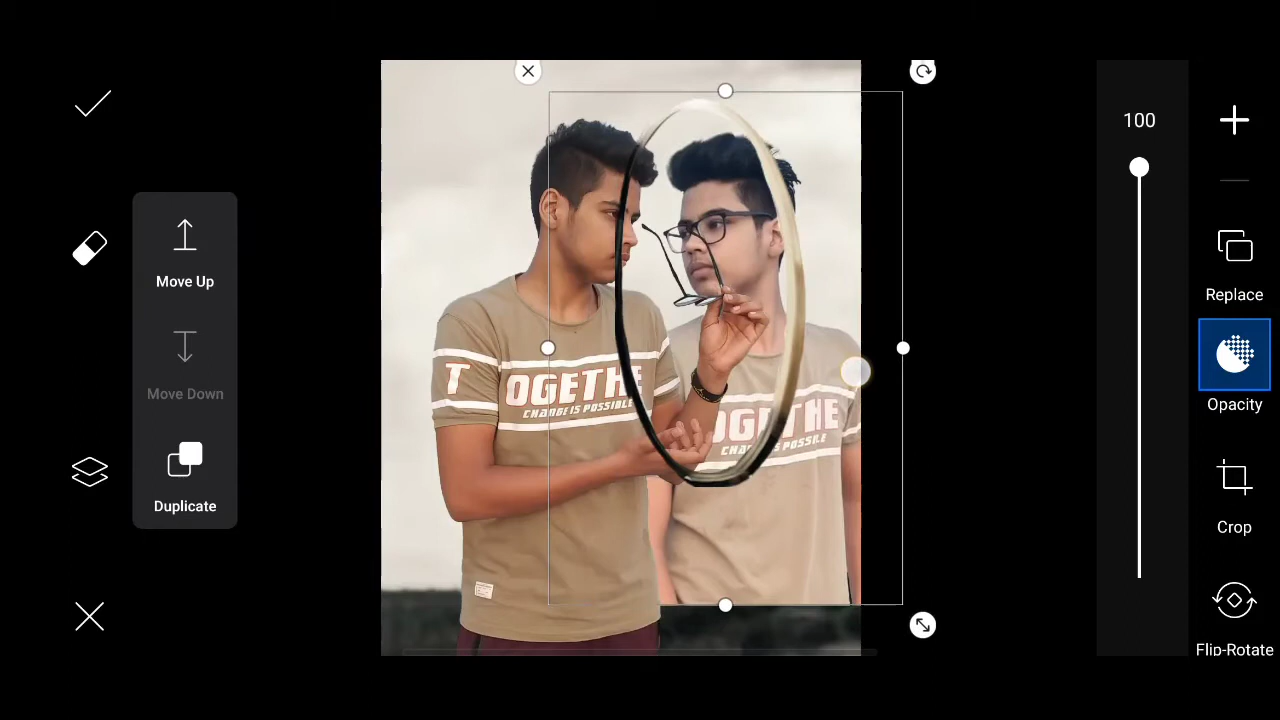 100
Move Up
Replace
Move Down
Opacity
T OGETHE
CHANGE IS POSSIBLE
OGETHE
Duplicate
Crop
Flip-Rotate